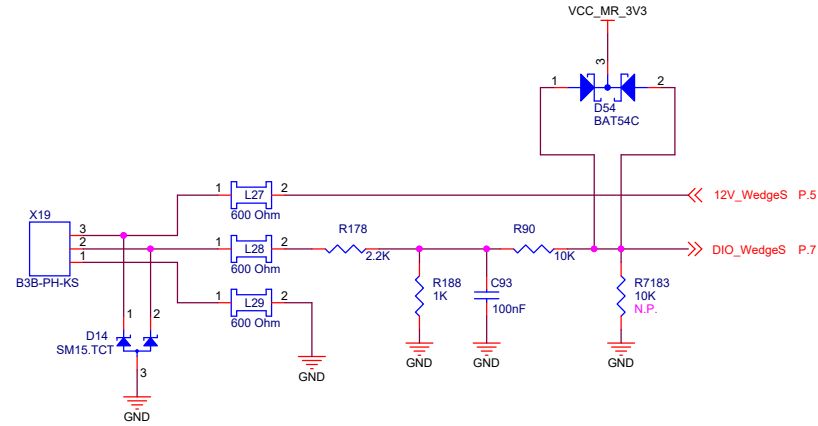 VCC_MR_3V3
3
1 2
D54
BAT54C
1 L27 2
12V_WedgeS P.5
600 Ohm
X19
3
2
1
B3B-PH-KS
1 L28 2
600 Ohm
R178
2.2K
R90
10K
DIO_WedgeS P.7
1 L29 2
600 Ohm
R188
1K
C93
100nF
R7183
10K
N.P.
1 2
D14
SM15.TCT
3
GND
GND
GND
GND
GND